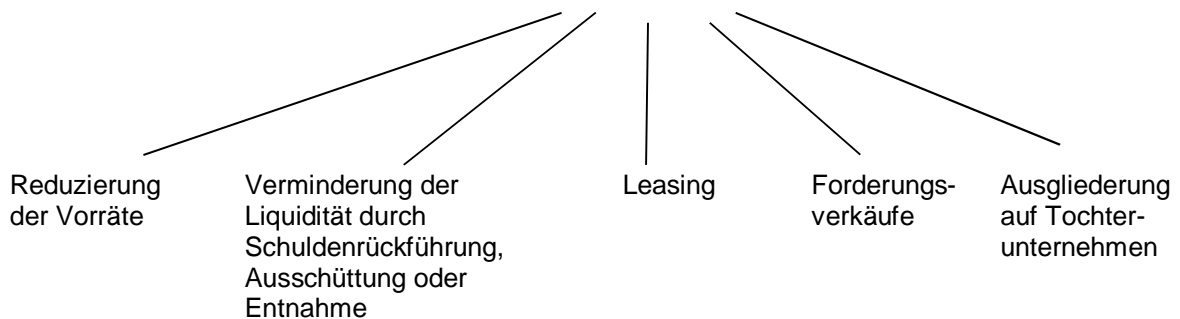 Reduzierung
der Vorräte
Verminderung der
Liquidität durch
Schuldenrückführung,
Ausschüttung oder
Entnahme
Leasing
Forderungs-
verkäufe
Ausgliederung
auf Tochter-
unternehmen